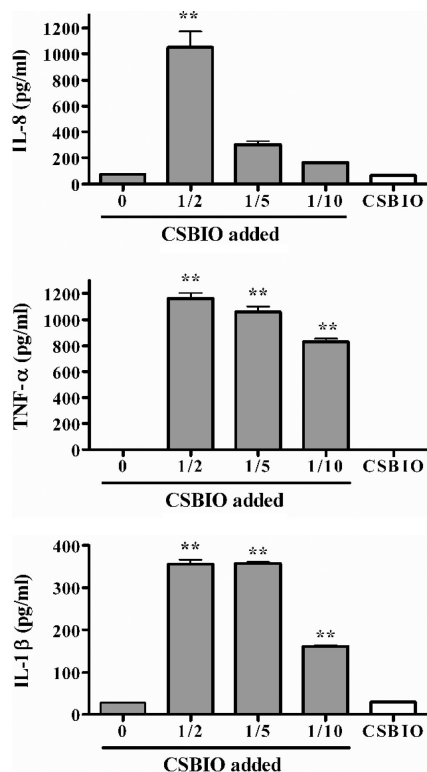 **
1200
1000
800
600
400
200
0
IL-8 (pg/ml)
0 1/2 1/5 1/10 CSBIO
CSBIO added
** ** **
1400
1200
1000
800
600
400
200
0
TNF-α (pg/ml)
0 1/2 1/5 1/10 CSBIO
CSBIO added
** ** **
400
300
200
100
0
IL-1β (pg/ml)
0 1/2 1/5 1/10 CSBIO
CSBIO added